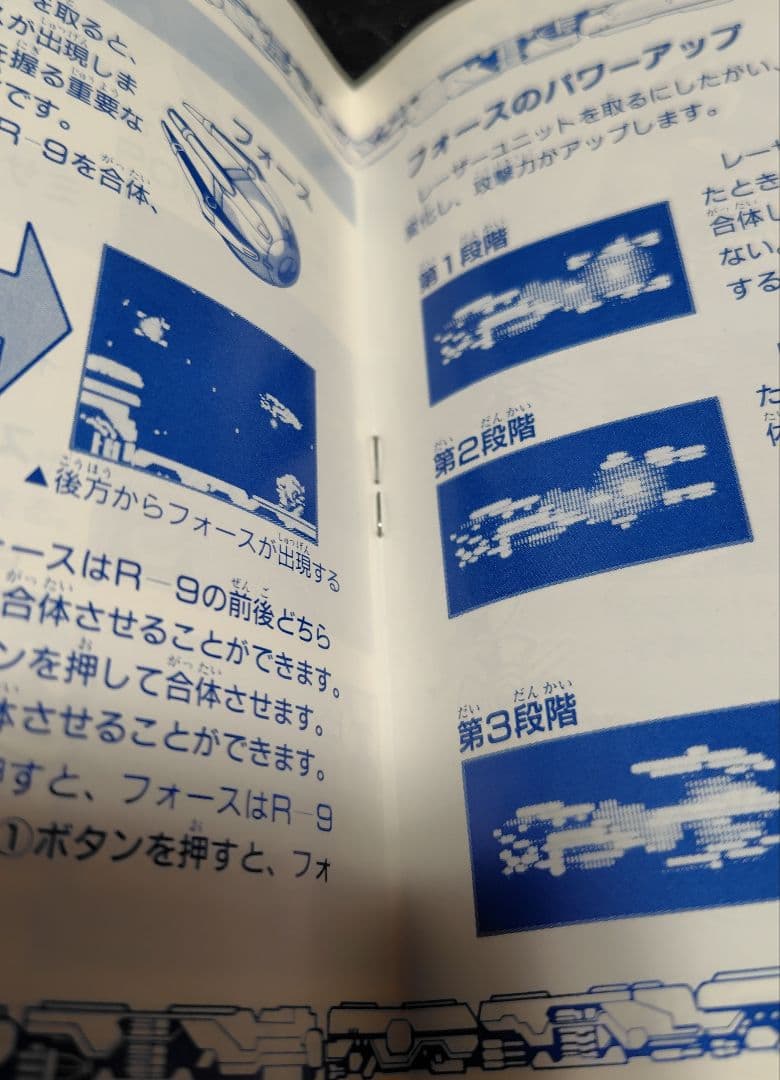 を取ると、
スが出現しま
を握る重要な
です。
R-9を合体、
フォース
▲後方からフォースが出現する
ォースはR-9の前後どちら
合体させることができます。
ンを押して合体させます。
体させることができます。
すと、フォースはR-9
①ボタンを押すと、フォ
フォースのパワーアップ
レーザーユニットを取るにしたがい、
変化し、攻撃力がアップします。
第1段階
第2段階
第3段階
レーザ
たとき
合体し
ない
する
た